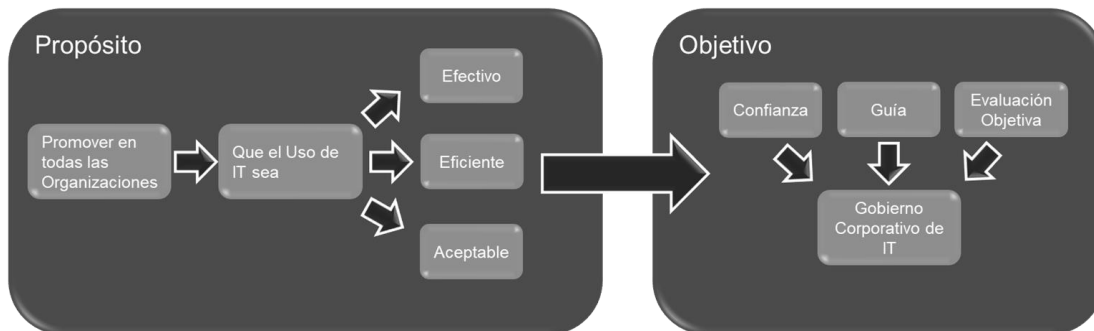 Propósito
Promover en
todas las
Organizaciones
Que el Uso de
IT sea
Efectivo
Eficiente
Aceptable
Objetivo
Confianza
Guía
Evaluación
Objetiva
Gobierno
Corporativo de
IT